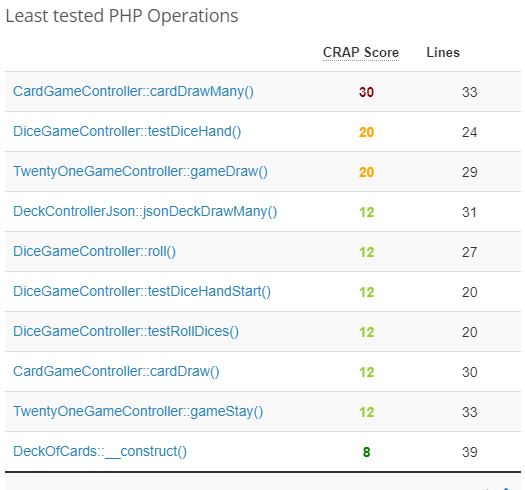 Least tested PHP Operations
CRAP Score Lines
CardGameController::cardDrawMany() 30 33
DiceGameController::testDiceHand() 20 24
TwentyOneGameController::gameDraw() 20 29
DeckControllerJson::jsonDeckDrawMany() 12 31
DiceGameController::roll() 12 27
DiceGameController::testDiceHandStart() 12 20
DiceGameController::testRollDices() 12 20
CardGameController::cardDraw() 12 30
TwentyOneGameController::gameStay() 12 33
DeckOfCards::__construct() 8 39